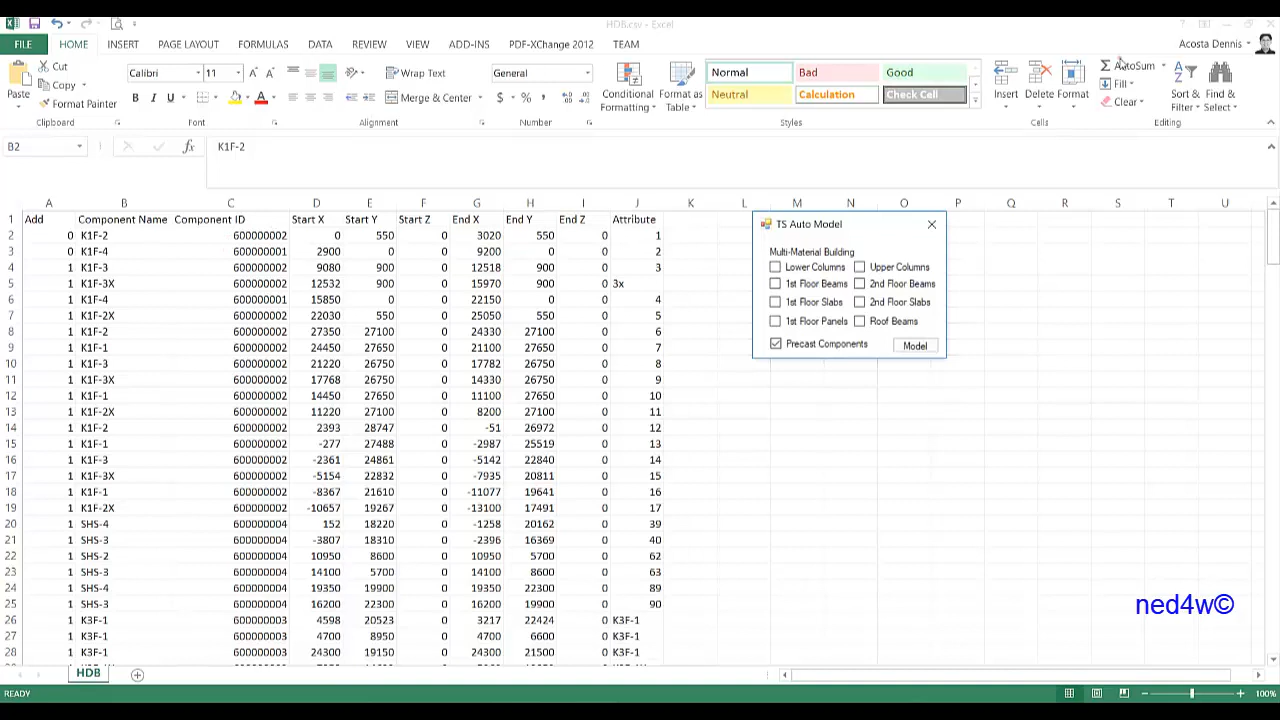 HDB.csv - Excel
FILE HOME INSERT PAGE LAYOUT FORMULAS DATA REVIEW VIEW ADD-INS PDF-XChange 2012 TEAM Acosta Dennis
Cut
Copy
Format Painter
Paste
Clipboard
Calibri 11
B I U
Font
Wrap Text
Merge & Center
Alignment
General
$ % ,
Number
Conditional Formatting
Format as Table
Normal Bad Good
Neutral Calculation Check Cell
Styles
Insert Delete Format
Cells
AutoSum
Fill
Clear
Sort & Filter
Find & Select
Editing
B2 fx K1F-2
A B C D E F G H I J K L M N O P Q R S T U
1 Add Component Name Component ID Start X Start Y Start Z End X End Y End Z Attribute
2 0 K1F-2 600000002 0 550 0 3020 550 0 1
3 0 K1F-4 600000001 2900 0 0 9200 0 0 2
4 1 K1F-3 600000002 9080 900 0 12518 900 0 3
5 1 K1F-3X 600000002 12532 900 0 15970 900 0 3x
6 1 K1F-4 600000001 15850 0 0 22150 0 0 4
7 1 K1F-2X 600000002 22030 550 0 25050 550 0 5
8 1 K1F-2 600000002 27350 27100 0 24330 27100 0 6
9 1 K1F-1 600000002 24450 27650 0 21100 27650 0 7
10 1 K1F-3 600000002 21220 26750 0 17782 26750 0 8
11 1 K1F-3X 600000002 17768 26750 0 14330 26750 0 9
12 1 K1F-1 600000002 14450 27650 0 11100 27650 0 10
13 1 K1F-2X 600000002 11220 27100 0 8200 27100 0 11
14 1 K1F-2 600000002 2393 28747 0 -51 26972 0 12
15 1 K1F-1 600000002 -277 27488 0 -2987 25519 0 13
16 1 K1F-3 600000002 -2361 24861 0 -5142 22840 0 14
17 1 K1F-3X 600000002 -5154 22832 0 -7935 20811 0 15
18 1 K1F-1 600000002 -8367 21610 0 -11077 19641 0 16
19 1 K1F-2X 600000002 -10657 19267 0 -13100 17491 0 17
20 1 SHS-4 600000004 152 18220 0 -1258 20162 0 39
21 1 SHS-3 600000004 -3807 18310 0 -2396 16369 0 40
22 1 SHS-2 600000004 10950 8600 0 10950 5700 0 62
23 1 SHS-3 600000004 14100 5700 0 14100 8600 0 63
24 1 SHS-4 600000004 19350 19900 0 19350 22300 0 89
25 1 SHS-3 600000004 16200 22300 0 16200 19900 0 90
26 1 K3F-1 600000003 4598 20523 0 3217 22424 0 K3F-1
27 1 K3F-1 600000003 4700 8950 0 4700 6600 0 K3F-1
28 1 K3F-1 600000003 24300 19150 0 24300 21500 0 K3F-1
TS Auto Model
Multi-Material Building
Lower Columns Upper Columns
1st Floor Beams 2nd Floor Beams
1st Floor Slabs 2nd Floor Slabs
1st Floor Panels Roof Beams
Precast Components Model
ned4w©
HDB
READY 100%